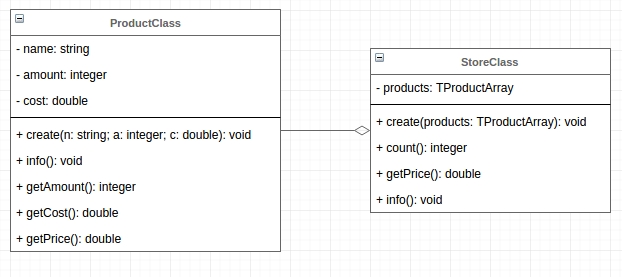 ProductClass
- name: string
- amount: integer
- cost: double
+ create(n: string; a: integer; c: double): void
+ info(): void
+ getAmount(): integer
+ getCost(): double
+ getPrice(): double
StoreClass
- products: TProductArray
+ create(products: TProductArray): void
+ count(): integer
+ getPrice(): double
+ info(): void